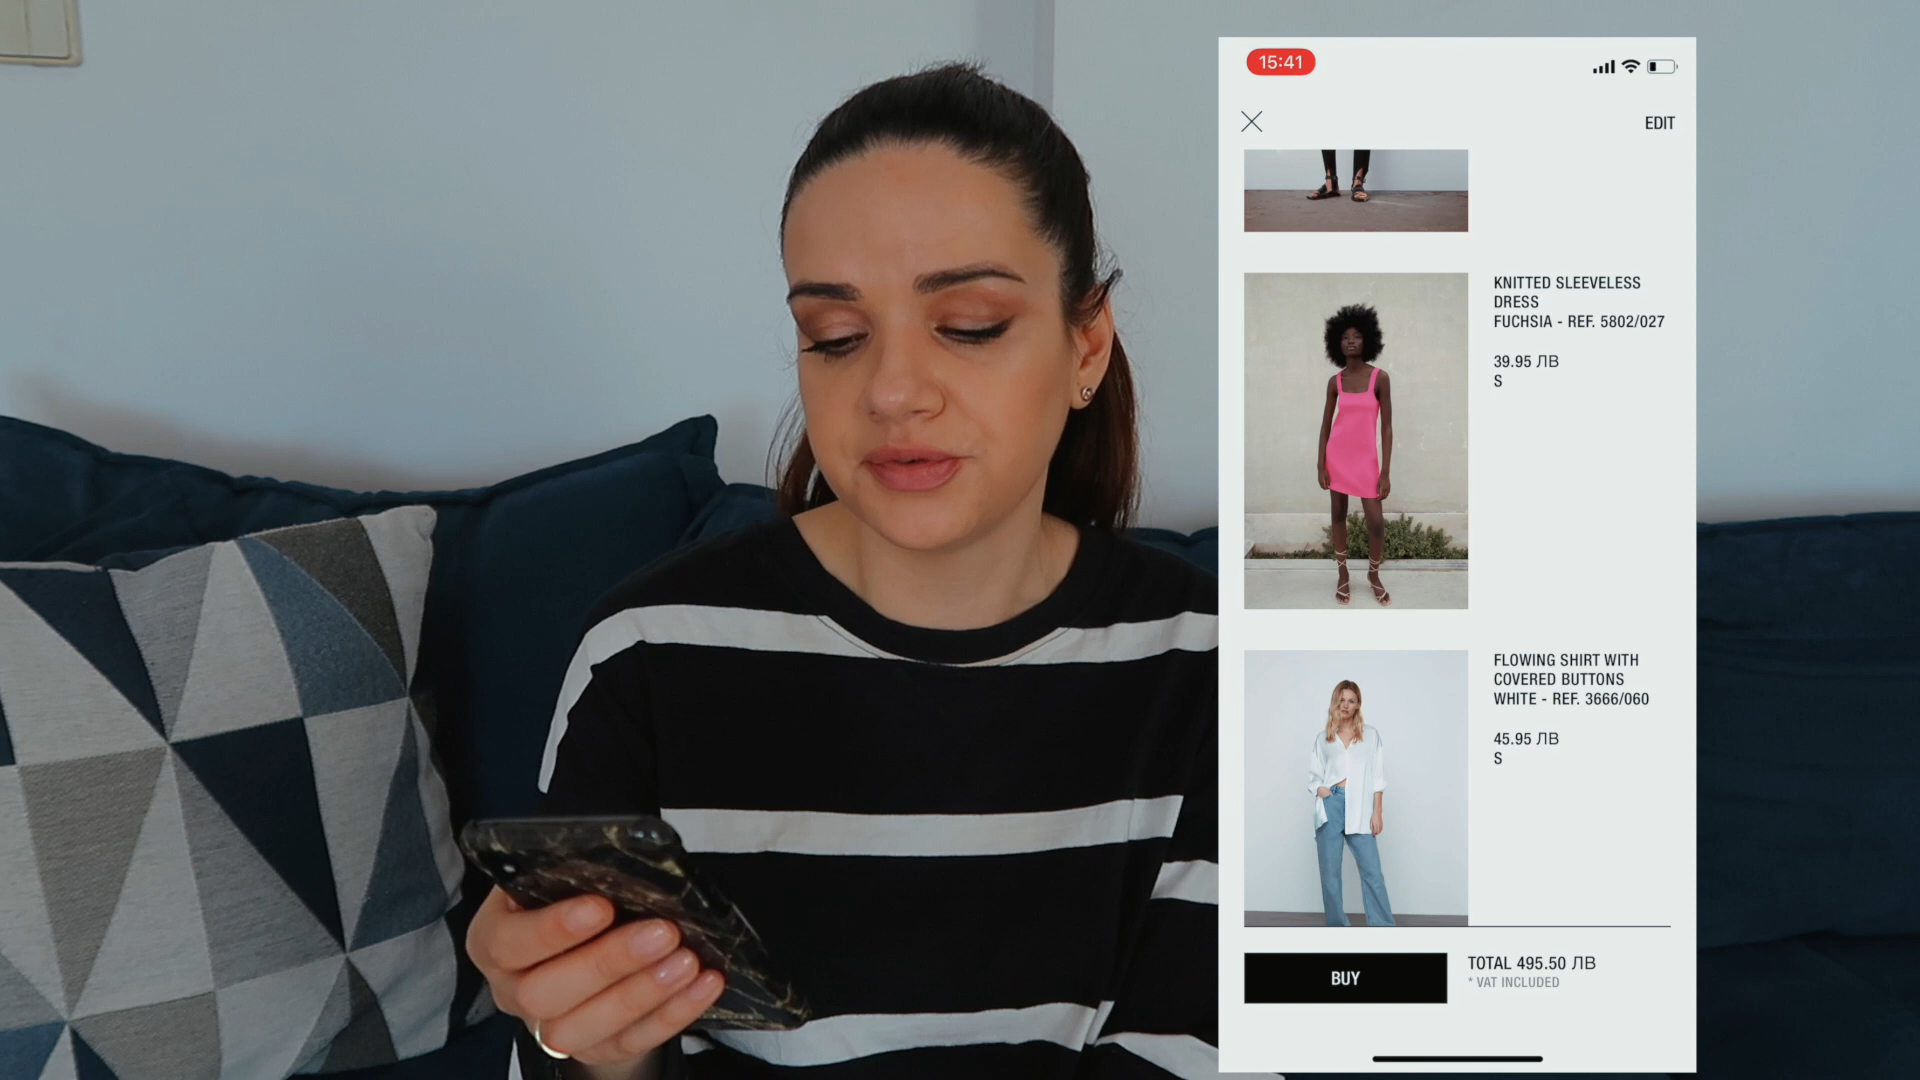 15:41
EDIT
KNITTED SLEEVELESS
DRESS
FUCHSIA - REF. 5802/027
39.95 ЛВ
S
FLOWING SHIRT WITH
COVERED BUTTONS
WHITE - REF. 3666/060
45.95 ЛВ
S
BUY
TOTAL 495.50 ЛВ
* VAT INCLUDED